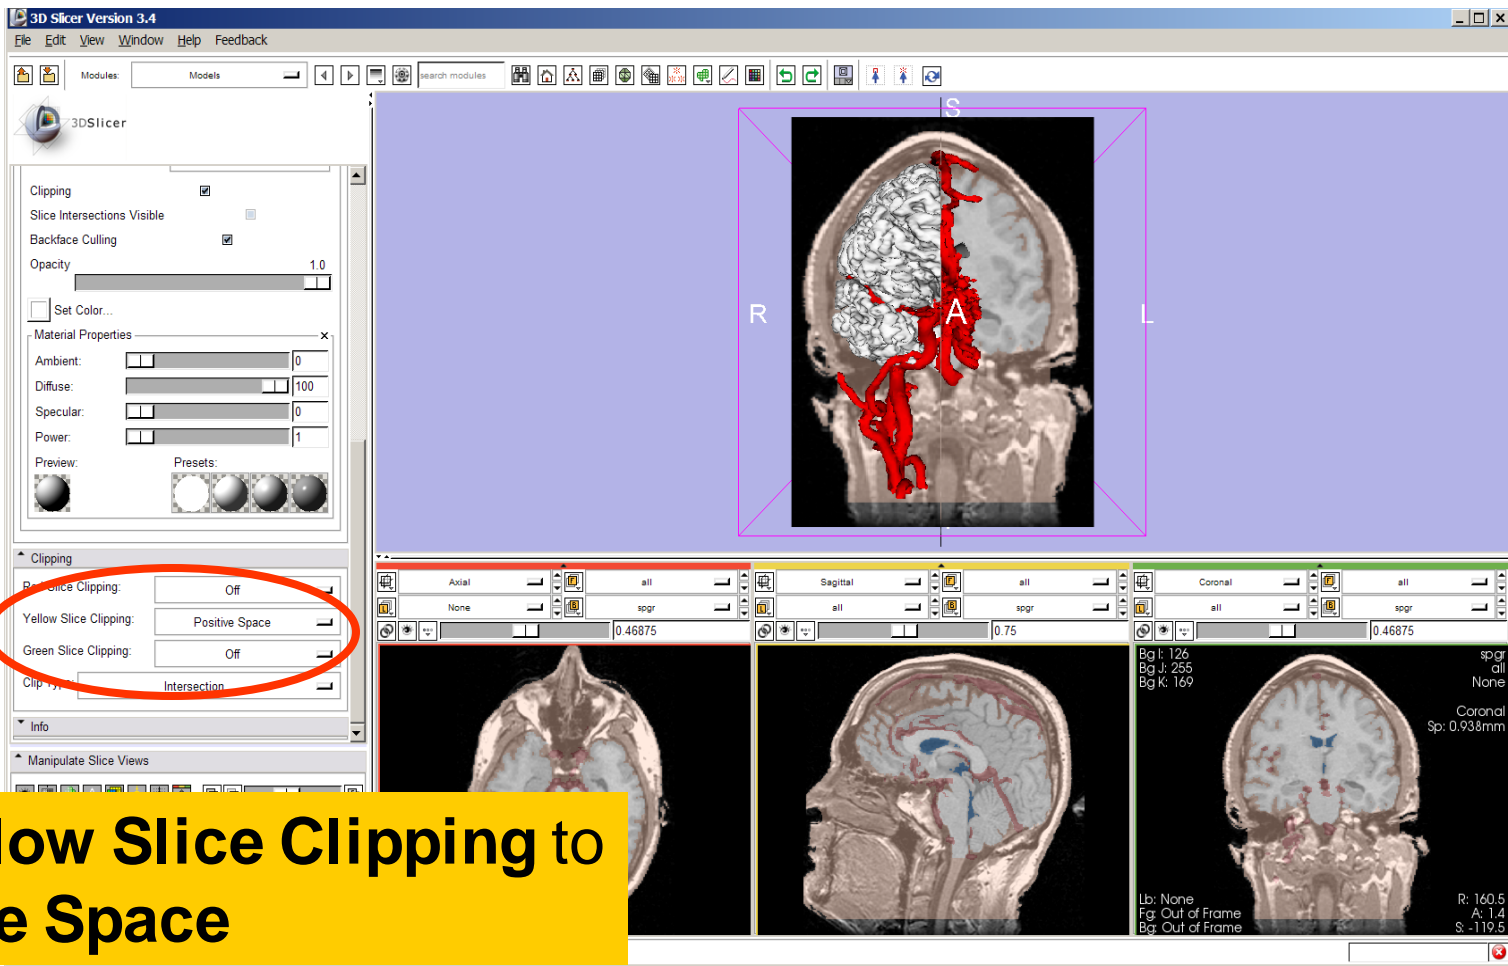 3D Slicer Version 3.4
File Edit View Window Help Feedback
Modules: Models search modules
3DSlicer
Clipping
Slice Intersections Visible
Backface Culling
Opacity 1.0
Set Color...
Material Properties
Ambient: 0
Diffuse: 100
Specular: 0
Power: 1
Preview: Presets:
Clipping
Red Slice Clipping: Off
Yellow Slice Clipping: Positive Space
Green Slice Clipping: Off
Clip Type: Intersection
Info
Manipulate Slice Views
S
R A L
Axial all
None spgr
0.46875
Sagittal all
all spgr
0.75
Coronal all
all spgr
0.46875
Bg I: 126
Bg J: 255
Bg K: 169
spgr
all
None
Coronal
Sp: 0.938mm
Lb: None
Fg: Out of Frame
Bg: Out of Frame
R: 160.5
A: 1.4
S: -119.5
low Slice Clipping to
e Space